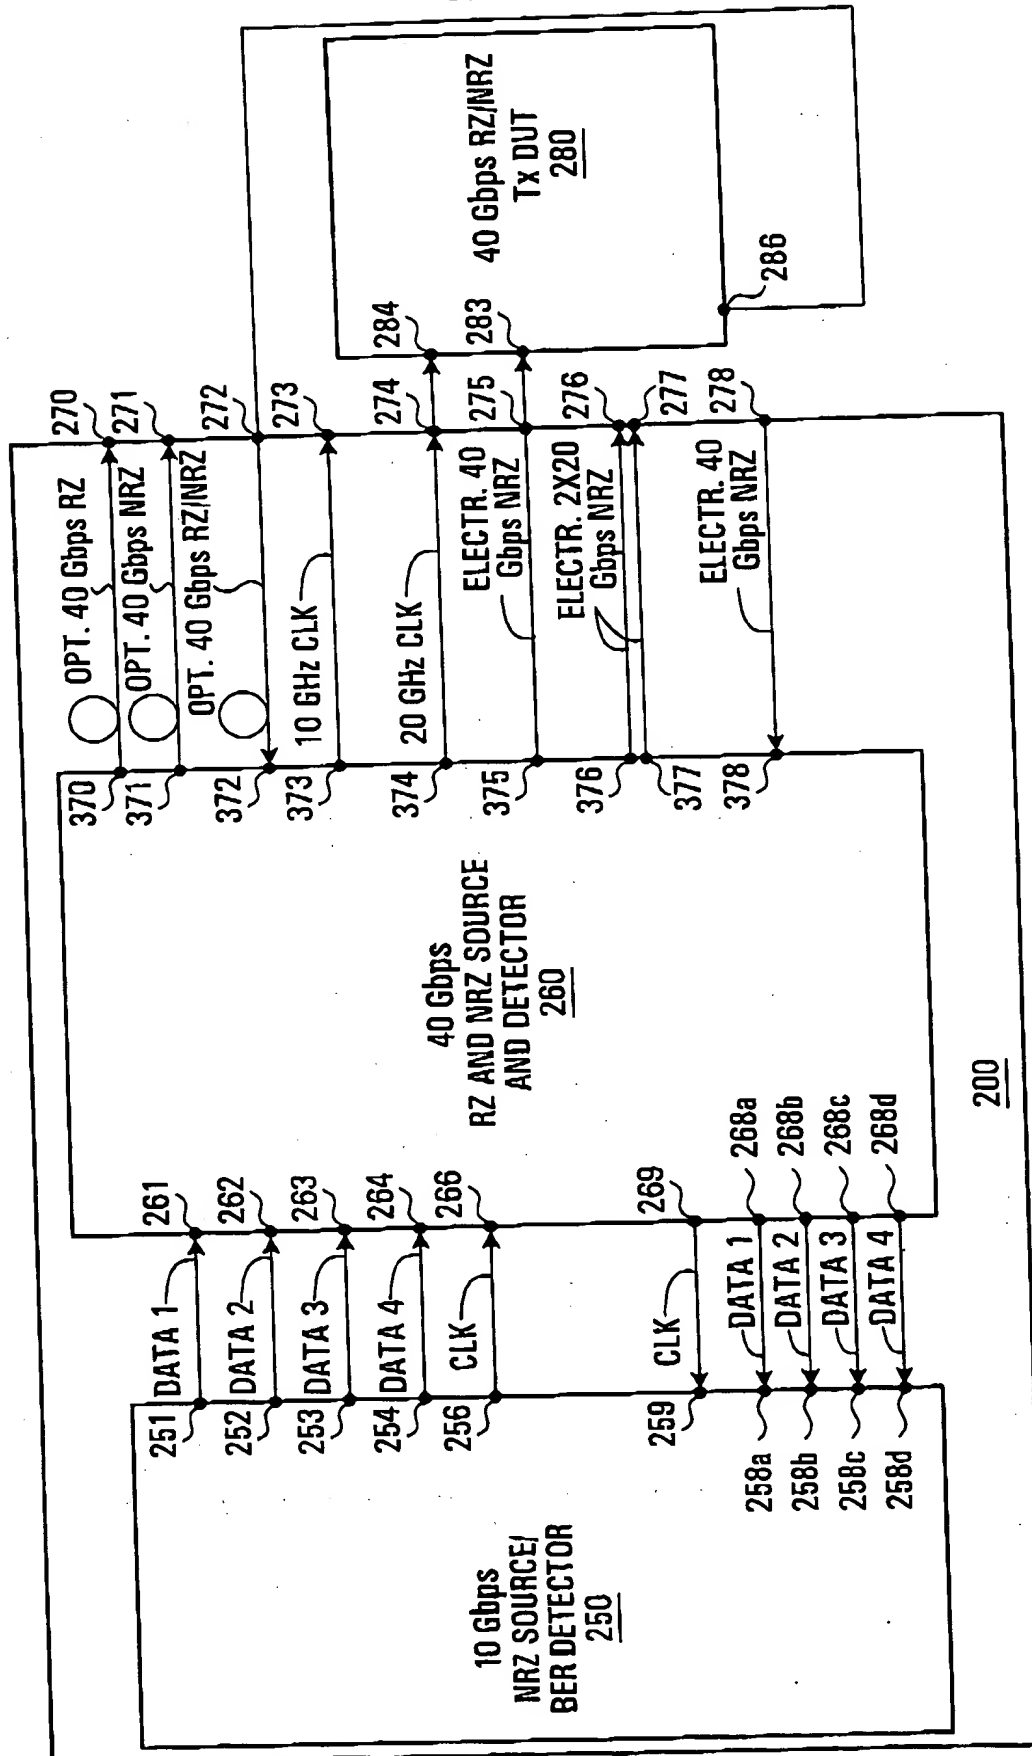 10 Gbps
NRZ SOURCE/
BER DETECTOR
250
251
252
253
254
256
259
258a
258b
258c
258d
DATA 1
DATA 2
DATA 3
DATA 4
CLK
CLK
DATA 1
DATA 2
DATA 3
DATA 4
261
262
263
264
266
269
268a
268b
268c
268d
40 Gbps
RZ AND NRZ SOURCE
AND DETECTOR
260
200
370
371
372
373
374
375
376
377
378
OPT. 40 Gbps RZ
OPT. 40 Gbps NRZ
OPT. 40 Gbps RZ/NRZ
10 GHz CLK
20 GHz CLK
ELECTR. 40
Gbps NRZ
ELECTR. 2X20
Gbps NRZ
ELECTR. 40
Gbps NRZ
270
271
272
273
274
275
276
277
278
284
283
40 Gbps RZ/NRZ
Tx DUT
280
286